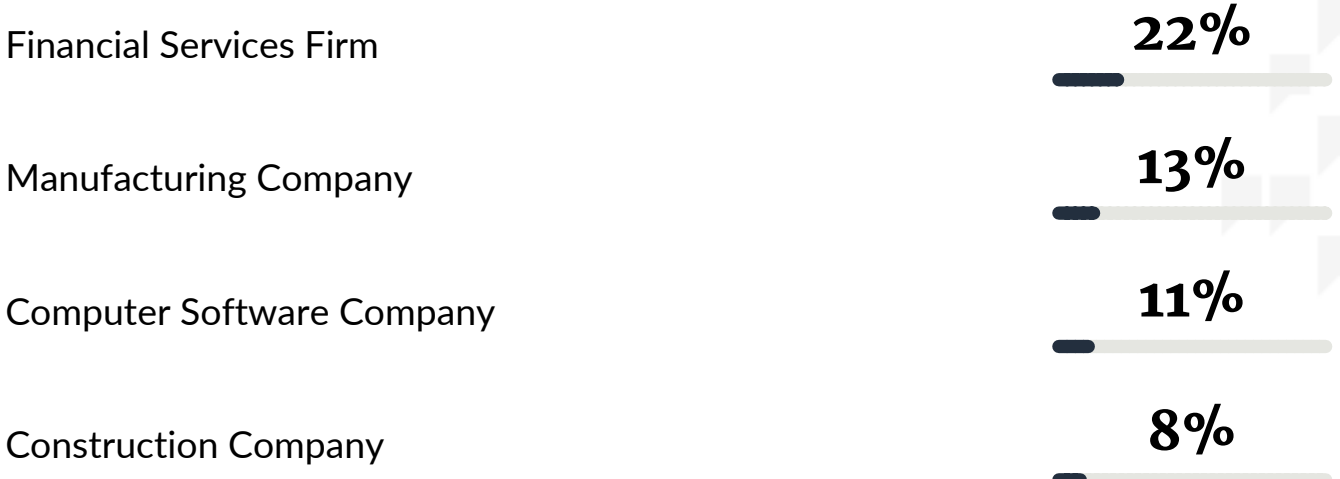 Financial Services Firm 22%
Manufacturing Company 13%
Computer Software Company 11%
Construction Company 8%